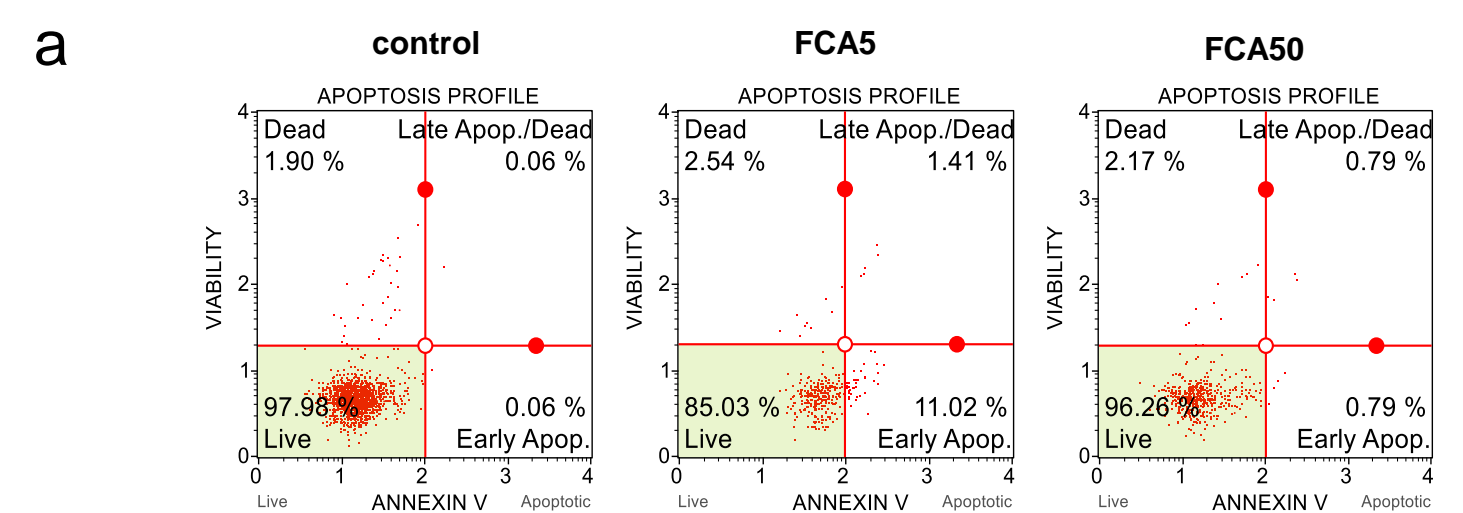 a
control
FCA5
FCA50
APOPTOSIS PROFILE
4
3
2
1
0
VIABILITY
Dead
1.90 %
Late Apop./Dead
0.06 %
97.98 %
Live
0.06 %
Early Apop.
0 1 2 3 4
Live ANNEXIN V Apoptotic
APOPTOSIS PROFILE
4
3
2
1
0
VIABILITY
Dead
2.54 %
Late Apop./Dead
1.41 %
85.03 %
Live
11.02 %
Early Apop.
0 1 2 3 4
Live ANNEXIN V Apoptotic
APOPTOSIS PROFILE
4
3
2
1
0
VIABILITY
Dead
2.17 %
Late Apop./Dead
0.79 %
96.26 %
Live
0.79 %
Early Apop.
0 1 2 3 4
Live ANNEXIN V Apoptotic